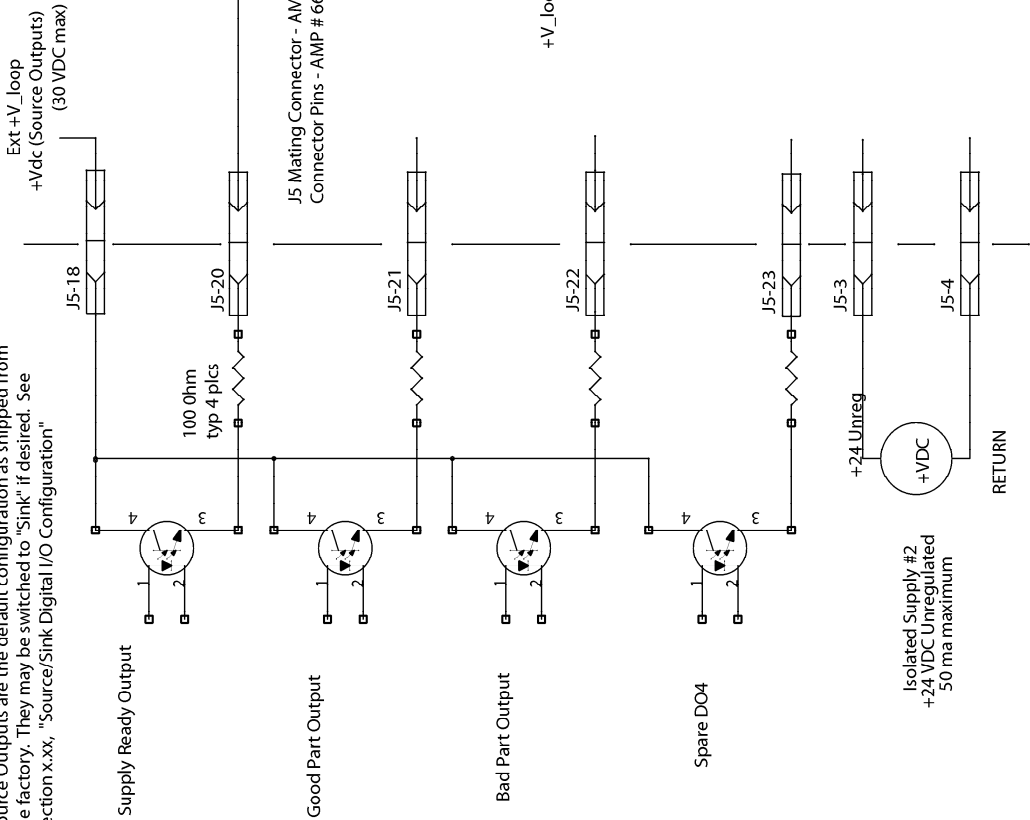 Ext +V_loop
+Vdc (Source Outputs)
(30 VDC max)
J5 Mating Connector - AM
Connector Pins - AMP # 66
ource Outputs are the default configuration as shipped from
e factory. They may be switched to "Sink" if desired. See
ection x.xx, "Source/Sink Digital I/O Configuration"
J5-18
J5-20
J5-21
J5-22
J5-23
J5-3
J5-4
100 0hm
typ 4 plcs
+24 Unreg
+VDC
RETURN
4
3
1
2
4
3
1
2
4
3
1
2
4
3
1
2
Supply Ready Output
Good Part Output
Bad Part Output
Spare DO4
Isolated Supply #2
+24 VDC Unregulated
50 ma maximum